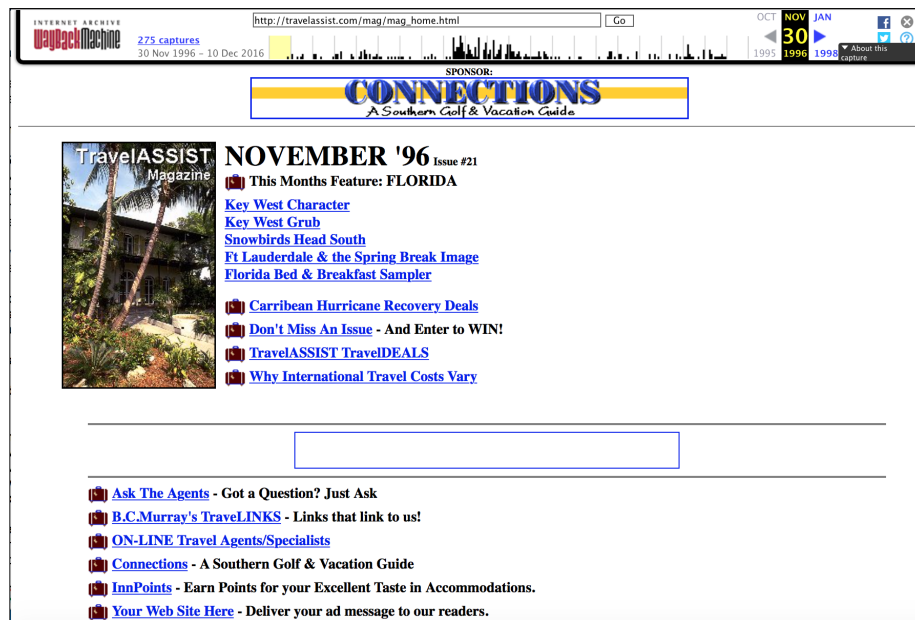 INTERNET ARCHIVE
WayBackMachine
http://travelassist.com/mag/mag_home.html
Go
275 captures
30 Nov 1996 – 10 Dec 2016
OCT NOV JAN
30
1995 1996 1998
▼ About this capture
SPONSOR:
CONNECTIONS
A Southern Golf & Vacation Guide
TravelASSIST
Magazine
NOVEMBER '96 Issue #21
This Months Feature: FLORIDA
Key West Character
Key West Grub
Snowbirds Head South
Ft Lauderdale & the Spring Break Image
Florida Bed & Breakfast Sampler
Carribean Hurricane Recovery Deals
Don't Miss An Issue - And Enter to WIN!
TravelASSIST TravelDEALS
Why International Travel Costs Vary
Ask The Agents - Got a Question? Just Ask
B.C.Murray's TraveLINKS - Links that link to us!
ON-LINE Travel Agents/Specialists
Connections - A Southern Golf & Vacation Guide
InnPoints - Earn Points for your Excellent Taste in Accommodations.
Your Web Site Here - Deliver your ad message to our readers.